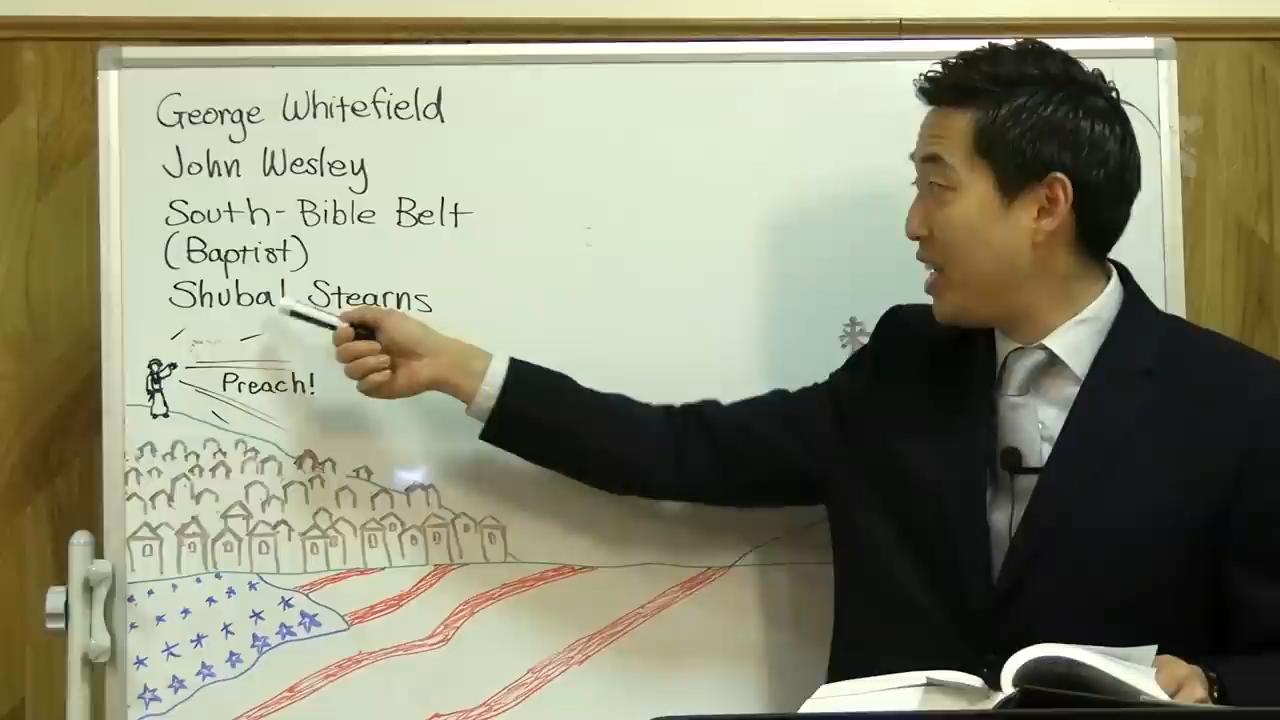 George Whitefield
John Wesley
South-Bible Belt
(Baptist)
Shubal Stearns
Preach!